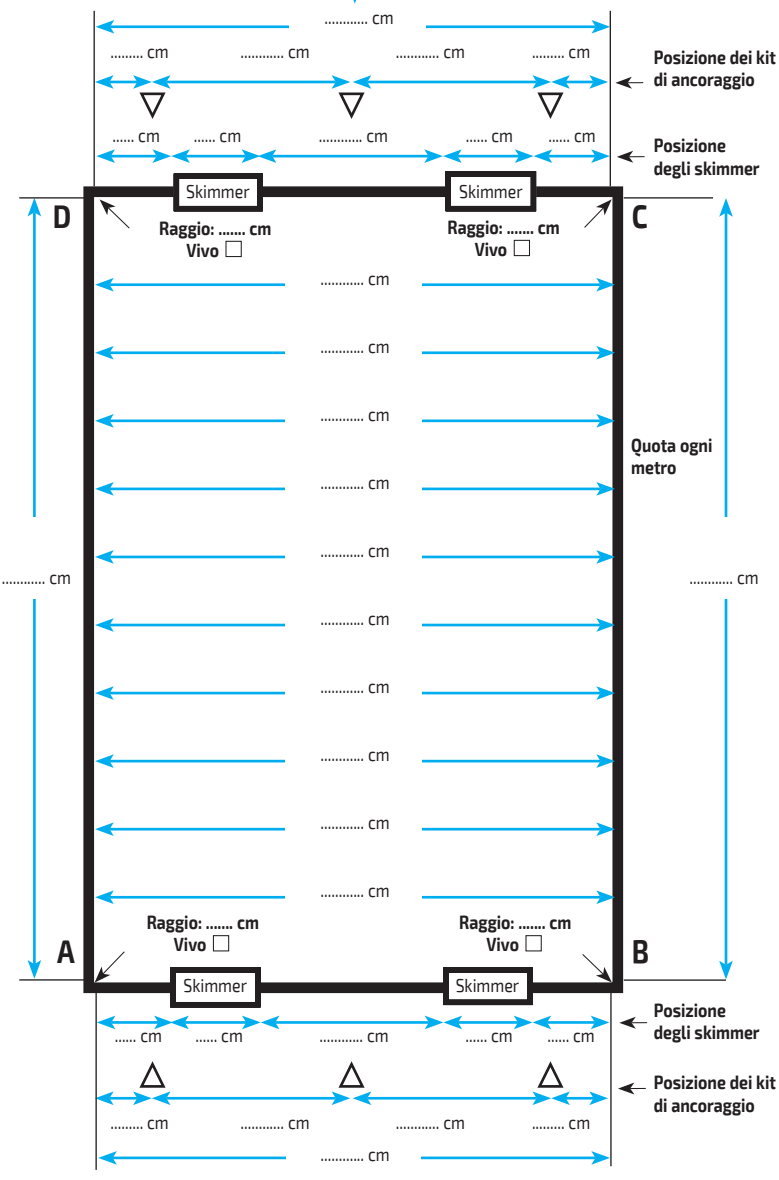 ............ cm
......... cm ............ cm ............ cm ......... cm
Posizione dei kit
di ancoraggio
...... cm ...... cm ............ cm ...... cm ...... cm
Posizione
degli skimmer
Skimmer Skimmer
D C
Raggio: ....... cm
Vivo
Raggio: ....... cm
Vivo
............ cm
............ cm
............ cm
Quota ogni
metro
............ cm
............ cm
............ cm ............ cm
............ cm
............ cm
............ cm
............ cm
............ cm
Raggio: ....... cm
Vivo
Raggio: ....... cm
Vivo
A B
Skimmer Skimmer
Posizione
degli skimmer
...... cm ...... cm ............ cm ...... cm ...... cm
Posizione dei kit
di ancoraggio
......... cm ............ cm ............ cm ......... cm
............ cm